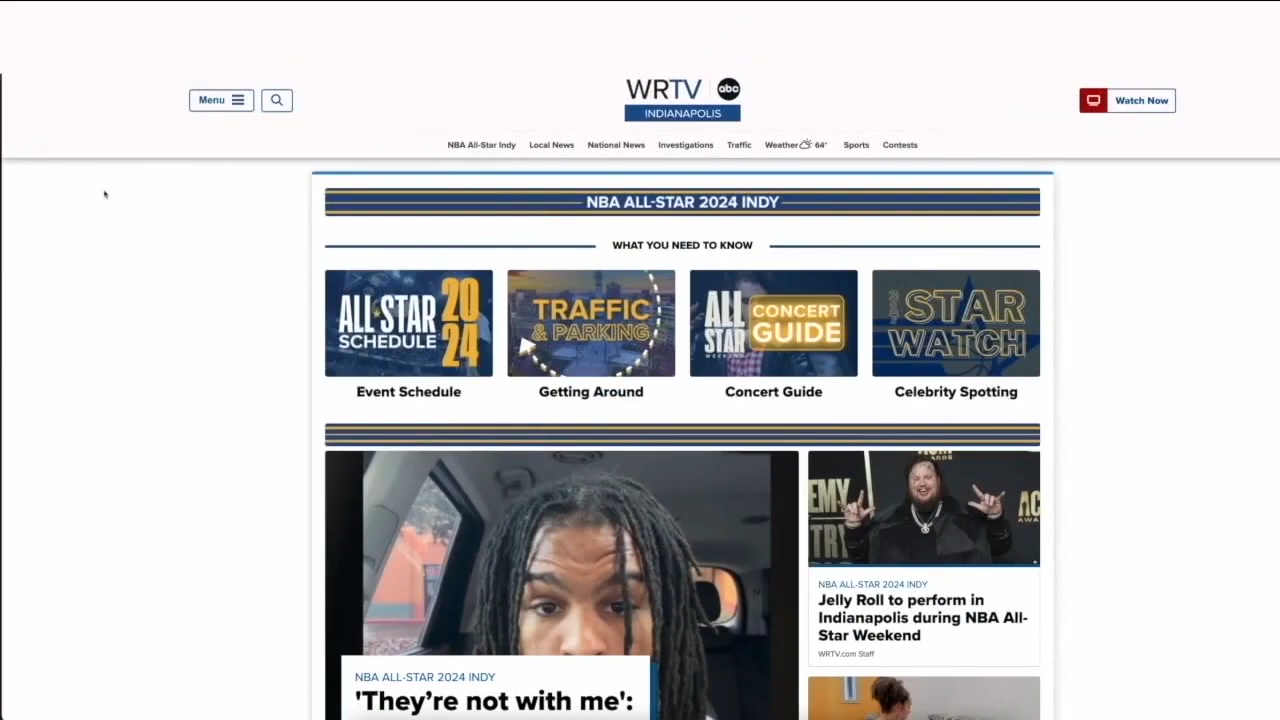 Menu
WRTV abc
INDIANAPOLIS
Watch Now
NBA All-Star Indy Local News National News Investigations Traffic Weather 64° Sports Contests
NBA ALL-STAR 2024 INDY
WHAT YOU NEED TO KNOW
ALL STAR
SCHEDULE
2024
TRAFFIC
& PARKING
ALL
STAR
WEEKEND
CONCERT
GUIDE
STAR
WATCH
Event Schedule
Getting Around
Concert Guide
Celebrity Spotting
NBA ALL-STAR 2024 INDY
'They're not with me':
NBA ALL-STAR 2024 INDY
Jelly Roll to perform in
Indianapolis during NBA All-
Star Weekend
WRTV.com Staff